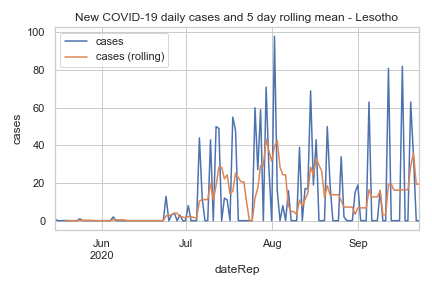 New COVID-19 daily cases and 5 day rolling mean - Lesotho
cases
cases (rolling)
100
80
60
40
20
0
cases
Jun
2020
Jul
Aug
Sep
dateRep